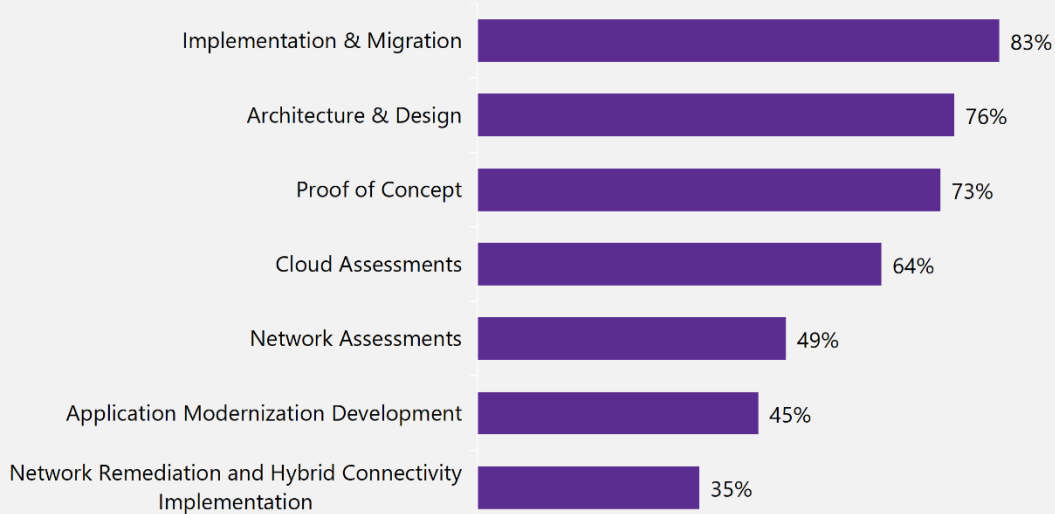 Implementation & Migration 83%
Architecture & Design 76%
Proof of Concept 73%
Cloud Assessments 64%
Network Assessments 49%
Application Modernization Development 45%
Network Remediation and Hybrid Connectivity
Implementation 35%